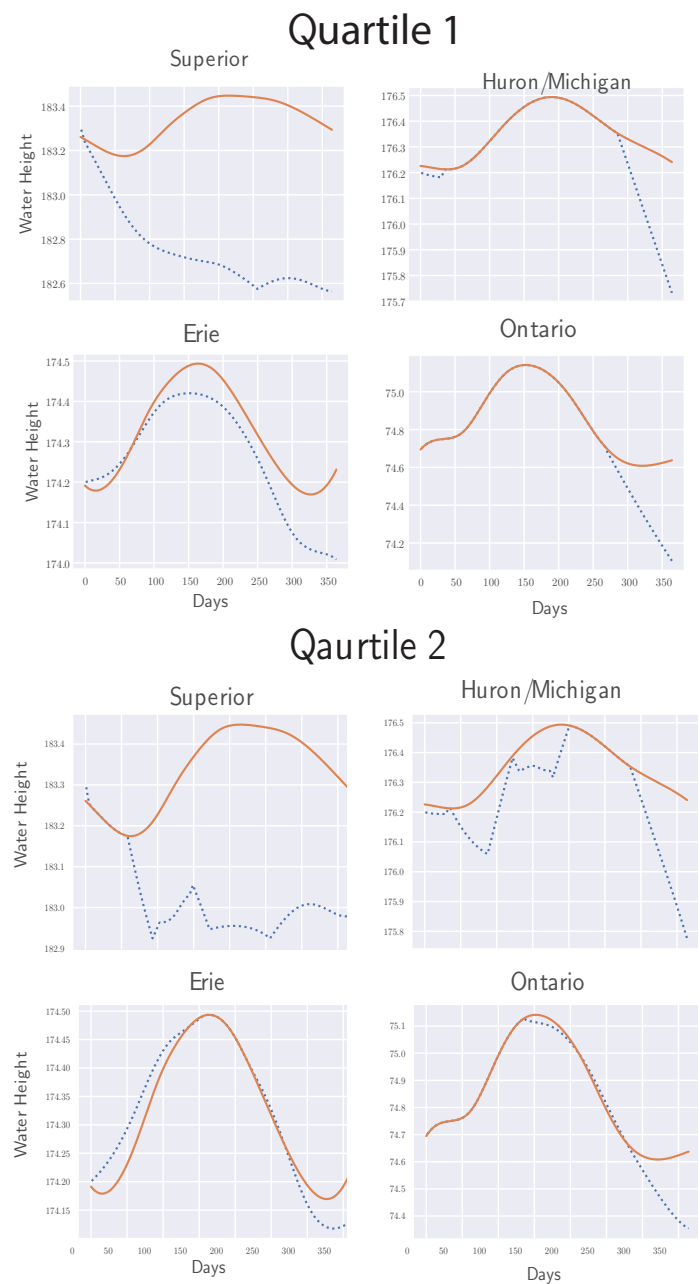 Quartile 1
Superior
Huron/Michigan
Water Height
183.4
183.2
183.0
182.8
182.6
176.5
176.4
176.3
176.2
176.1
176.0
175.9
175.8
175.7
Erie
Ontario
Water Height
174.5
174.4
174.3
174.2
174.1
174.0
75.0
74.8
74.6
74.4
74.2
0 50 100 150 200 250 300 350
0 50 100 150 200 250 300 350
Days
Days
Qaurtile 2
Superior
Huron/Michigan
Water Height
183.4
183.3
183.2
183.1
183.0
182.9
176.5
176.4
176.3
176.2
176.1
176.0
175.9
175.8
Erie
Ontario
Water Height
174.50
174.45
174.40
174.35
174.30
174.25
174.20
174.15
75.1
75.0
74.9
74.8
74.7
74.6
74.5
74.4
0 50 100 150 200 250 300 350
0 50 100 150 200 250 300 350
Days
Days